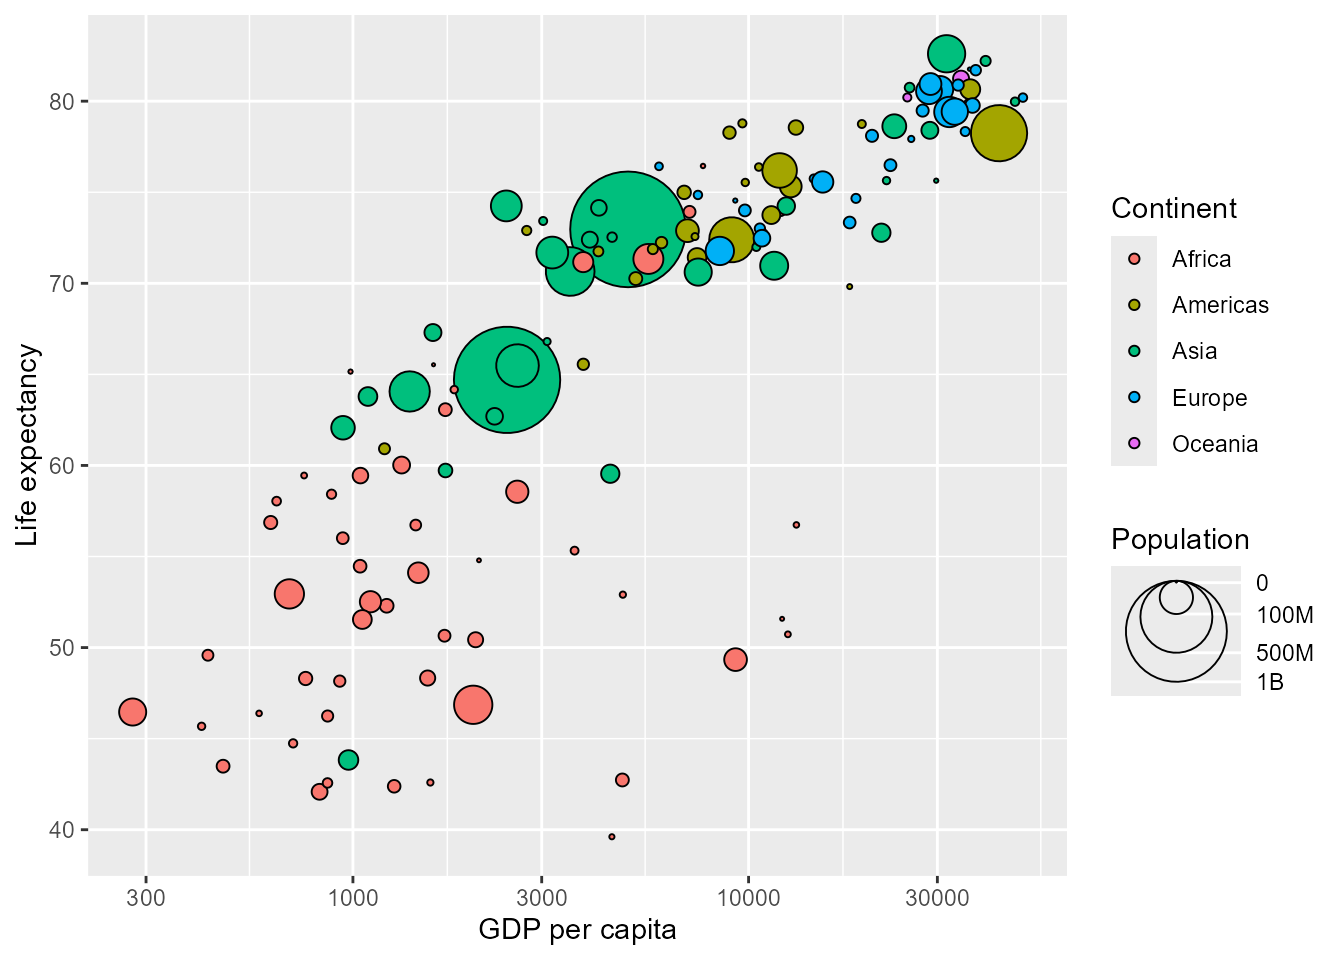 80
70
60
50
40
Life expectancy
300
1000
3000
10000
30000
GDP per capita
Continent
Africa
Americas
Asia
Europe
Oceania
Population
0
100M
500M
1B